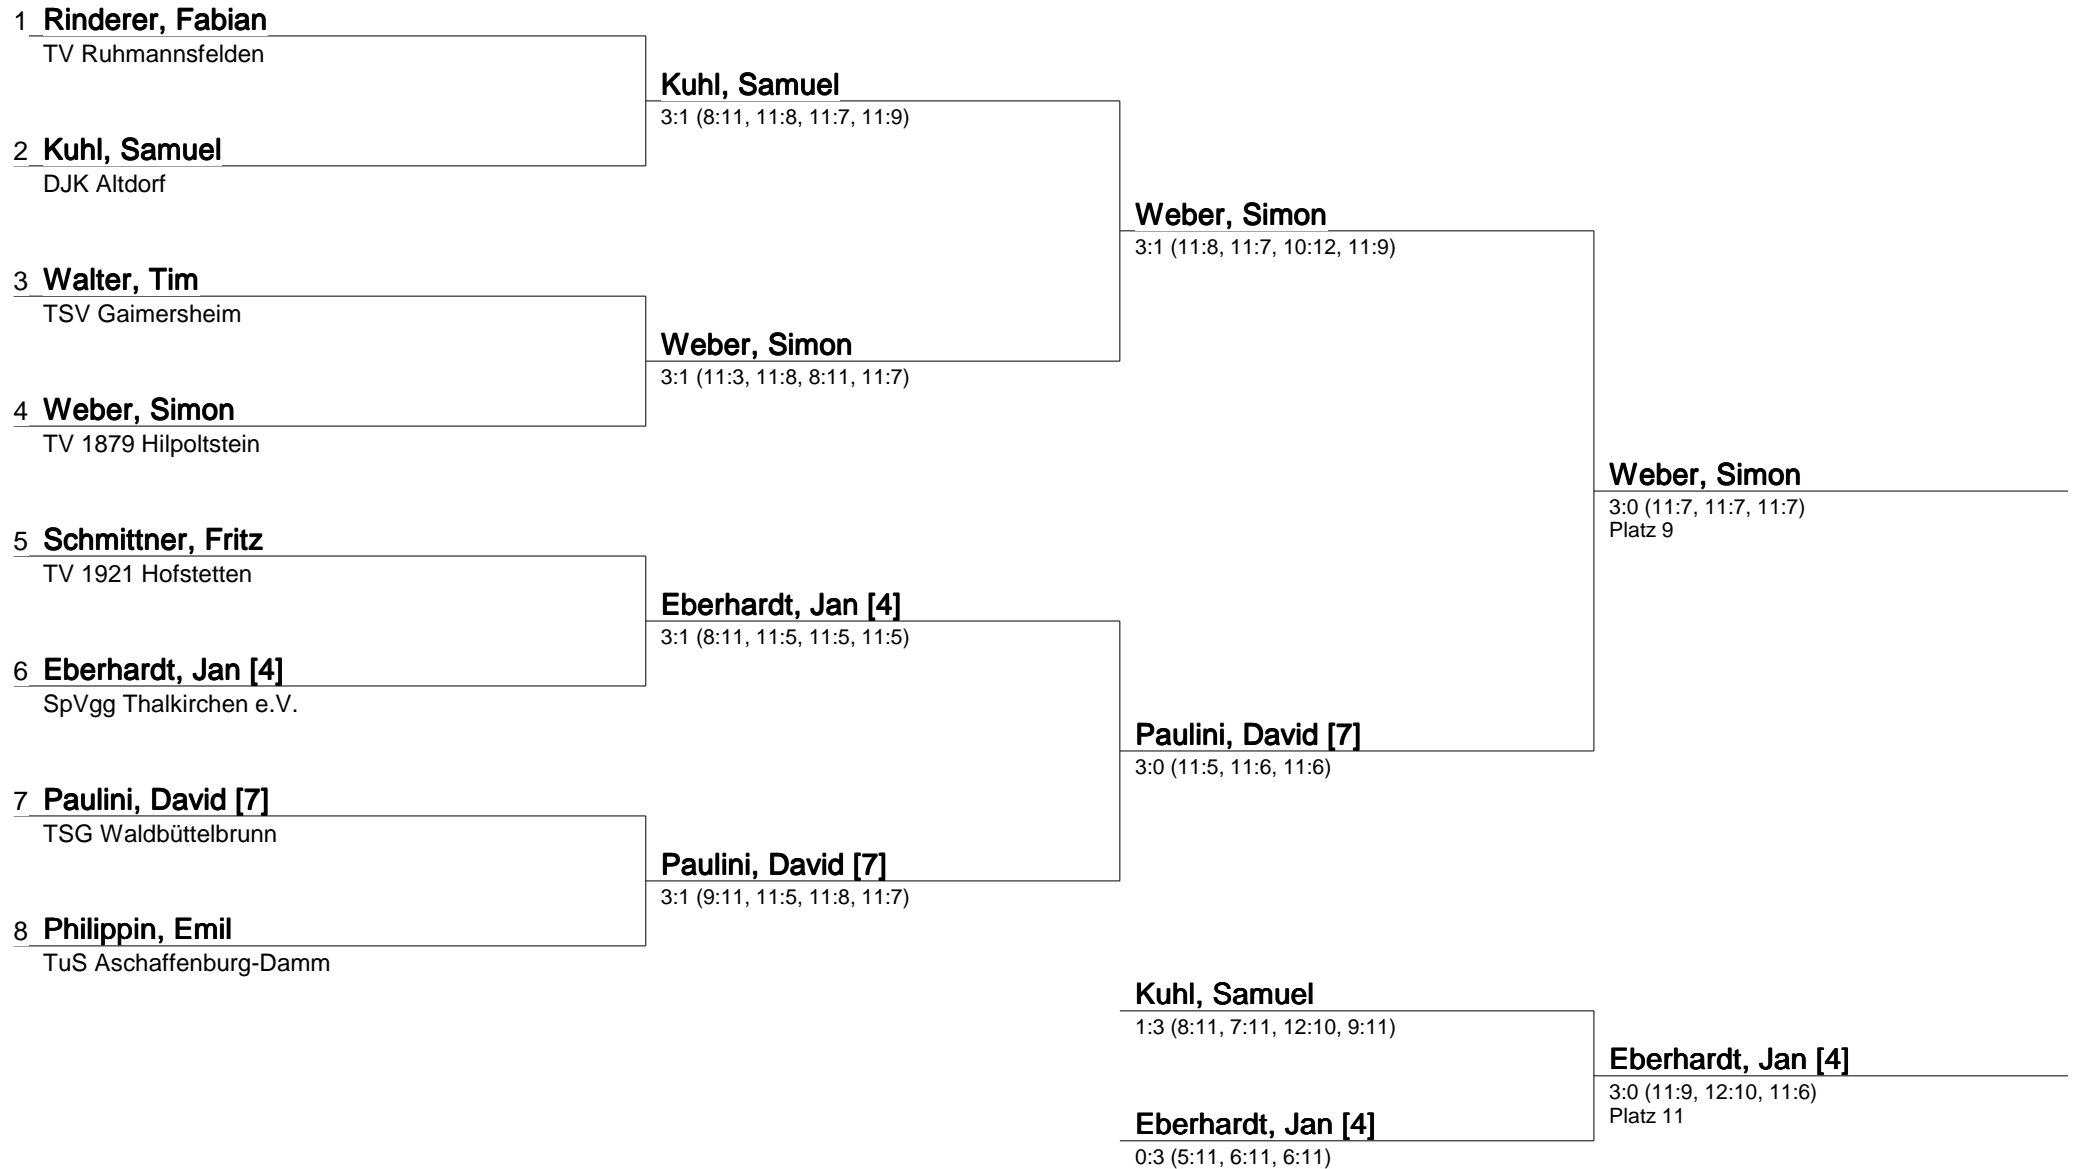 1 Rinderer, Fabian
TV Ruhmannsfelden
Kuhl, Samuel
3:1 (8:11, 11:8, 11:7, 11:9)
2 Kuhl, Samuel
DJK Altdorf
Weber, Simon
3:1 (11:8, 11:7, 10:12, 11:9)
3 Walter, Tim
TSV Gaimersheim
Weber, Simon
3:1 (11:3, 11:8, 8:11, 11:7)
4 Weber, Simon
TV 1879 Hilpoltstein
Weber, Simon
3:0 (11:7, 11:7, 11:7)
Platz 9
5 Schmittner, Fritz
TV 1921 Hofstetten
Eberhardt, Jan [4]
3:1 (8:11, 11:5, 11:5, 11:5)
6 Eberhardt, Jan [4]
SpVgg Thalkirchen e.V.
Paulini, David [7]
3:0 (11:5, 11:6, 11:6)
7 Paulini, David [7]
TSG Waldbüttelbrunn
Paulini, David [7]
3:1 (9:11, 11:5, 11:8, 11:7)
8 Philippin, Emil
TuS Aschaffenburg-Damm
Kuhl, Samuel
1:3 (8:11, 7:11, 12:10, 9:11)
Eberhardt, Jan [4]
3:0 (11:9, 12:10, 11:6)
Platz 11
Eberhardt, Jan [4]
0:3 (5:11, 6:11, 6:11)